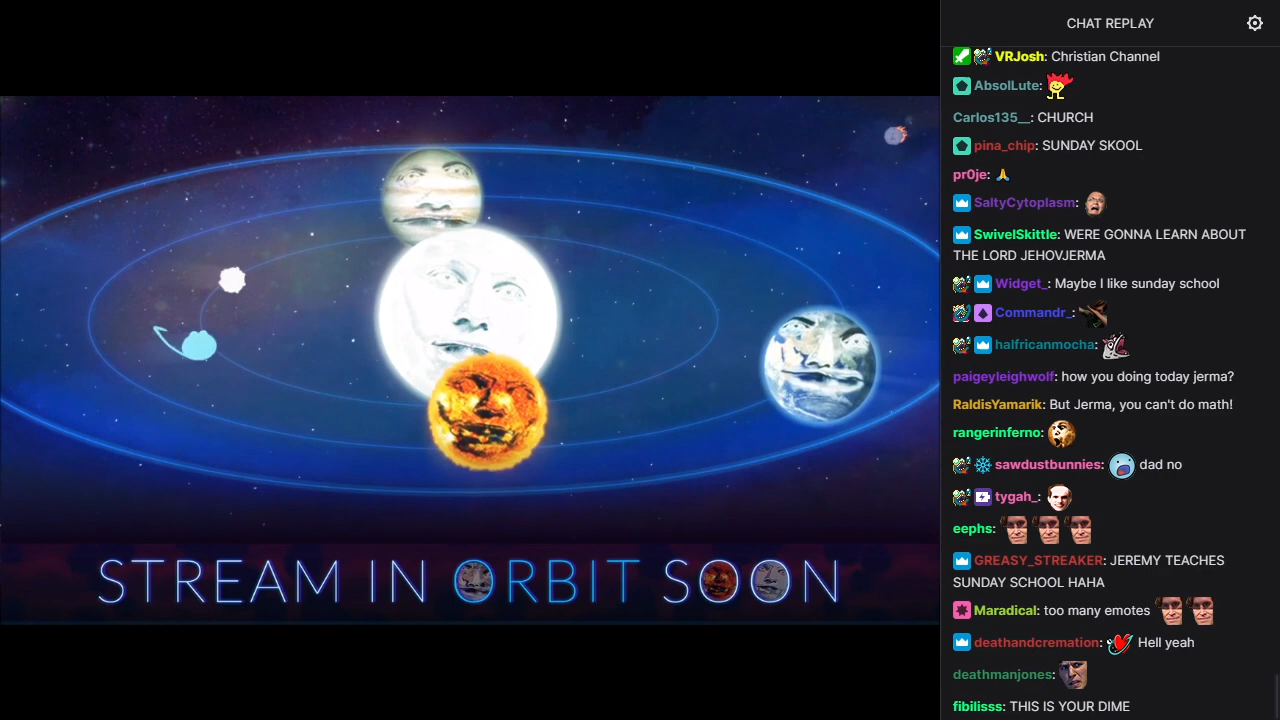 CHAT REPLAY
VRJosh: Christian Channel
AbsolLute:
Carlos135__: CHURCH
pina_chip: SUNDAY SKOOL
pr0je: 🙏
SaltyCytoplasm:
SwivelSkittle: WERE GONNA LEARN ABOUT
THE LORD JEHOVJERMA
Widget_: Maybe I like sunday school
Commandr_:
halfricanmocha:
paigeyleighwolf: how you doing today jerma?
RaldisYamarik: But Jerma, you can't do math!
rangerinferno:
sawdustbunnies: dad no
tygah_:
eephs:
GREASY_STREAKER: JEREMY TEACHES
SUNDAY SCHOOL HAHA
Maradical: too many emotes
deathandcremation: Hell yeah
deathmanjones:
fibilisss: THIS IS YOUR DIME
STREAM IN ORBIT SOON